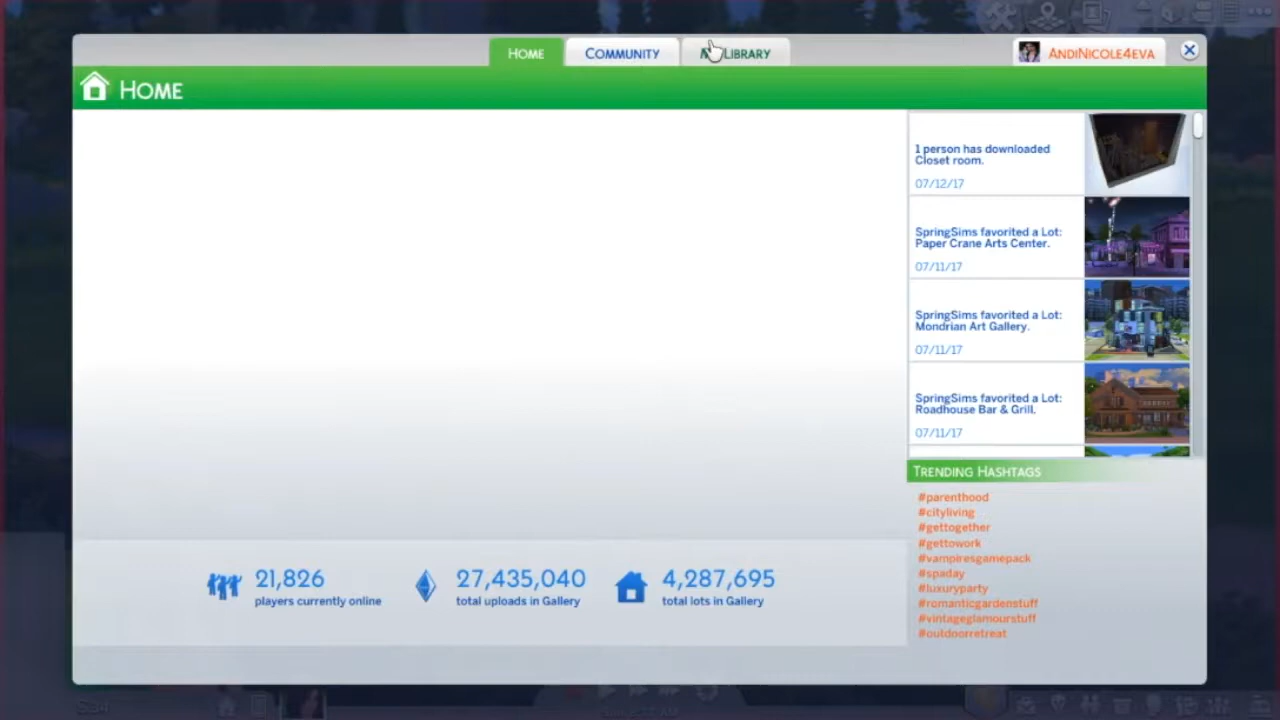 HOME
COMMUNITY
LIBRARY
ANDINICOLE4EVA
HOME
1 person has downloaded
Closet room.
07/12/17
SpringSims favorited a Lot:
Paper Crane Arts Center.
07/11/17
SpringSims favorited a Lot:
Mondrian Art Gallery.
07/11/17
SpringSims favorited a Lot:
Roadhouse Bar & Grill.
07/11/17
TRENDING HASHTAGS
#parenthood
#cityliving
#gettogether
#gettowork
#vampiresgamepack
#spaday
#luxuryparty
#romanticgardenstuff
#vintageglamourstuff
#outdoorretreat
21,826
players currently online
27,435,040
total uploads in Gallery
4,287,695
total lots in Gallery